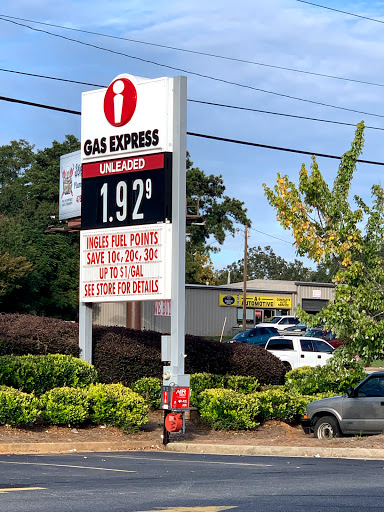 i
GAS EXPRESS
UNLEADED
1.92 9
INGLES FUEL POINTS
SAVE 10¢, 20¢, 30¢
UP TO $1/GAL
SEE STORE FOR DETAILS
AUTOMOTIVE
AIR